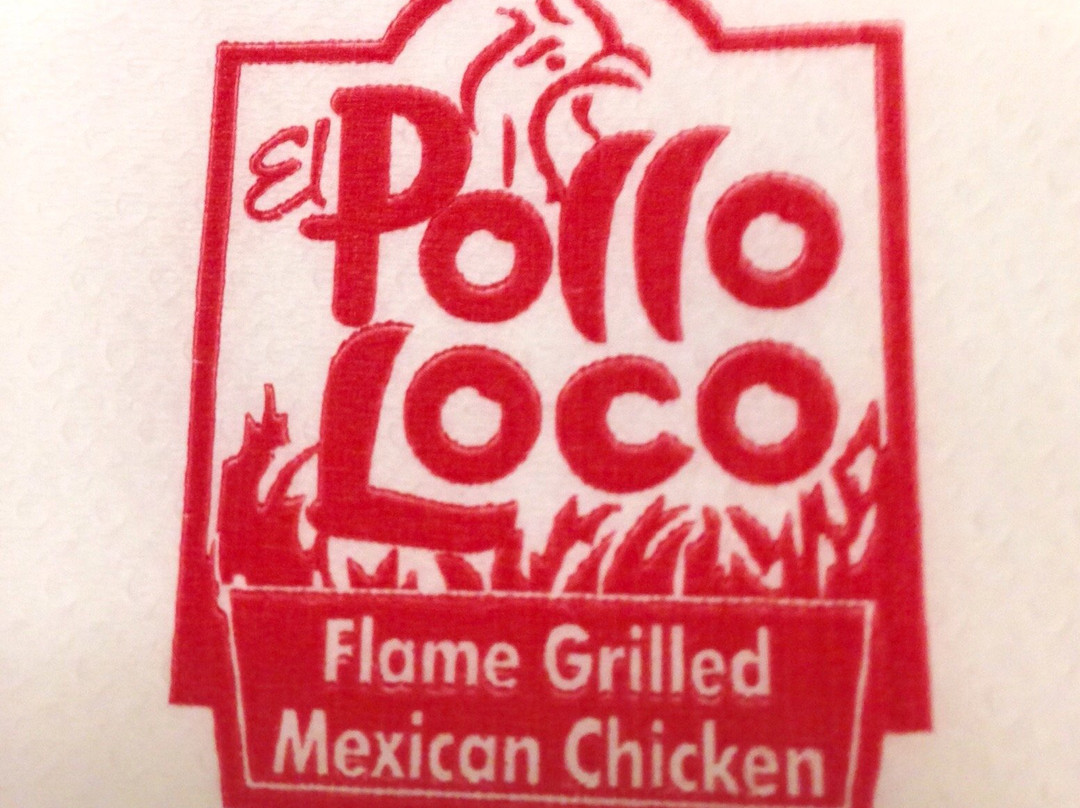 El Pollo
Loco
Flame Grilled
Mexican Chicken